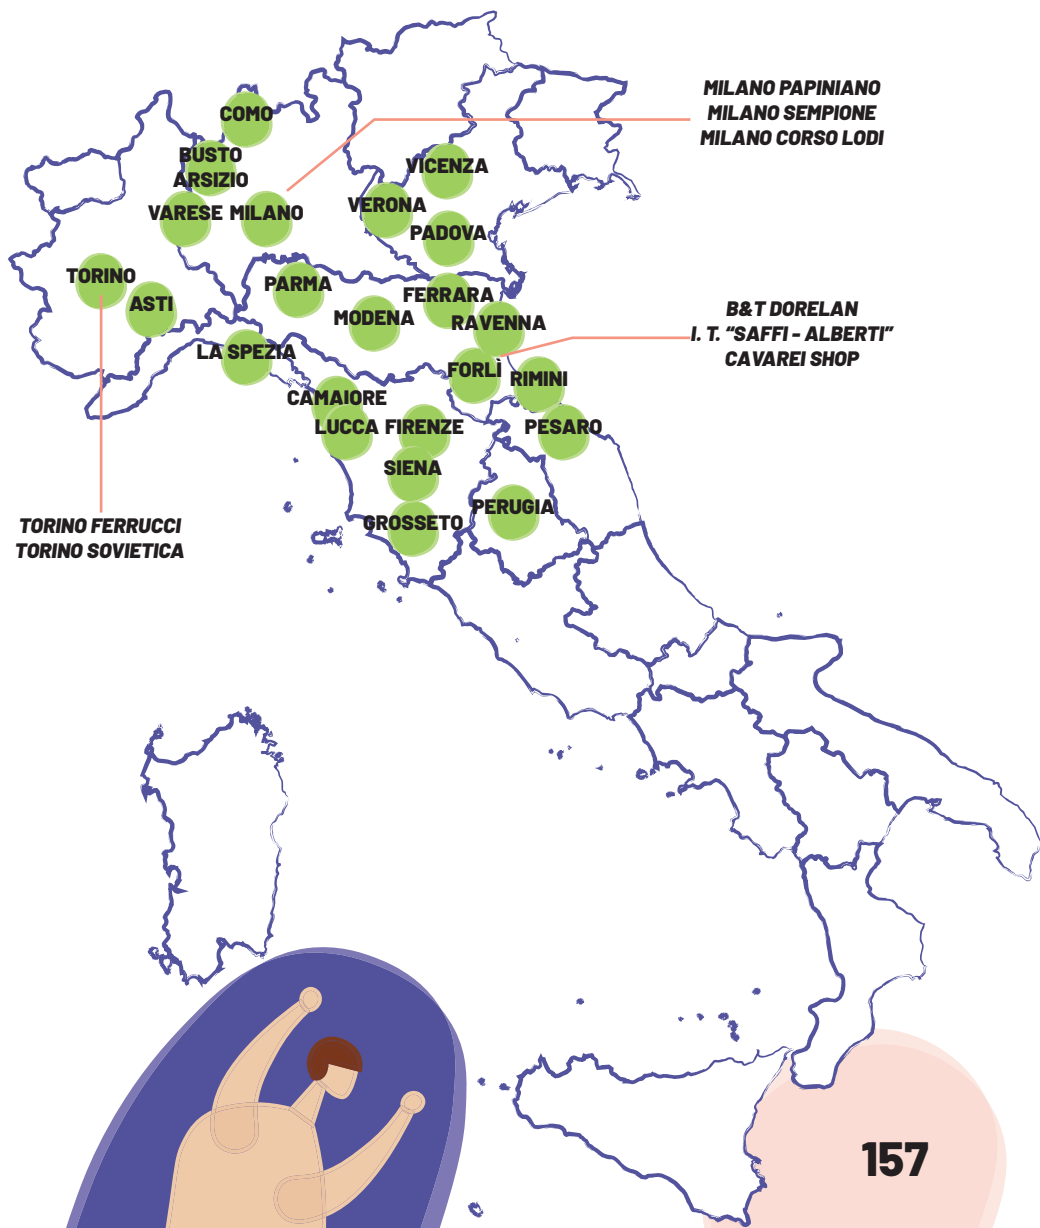 MILANO PAPINIANO
MILANO SEMPIONE
MILANO CORSO LODI
COMO
BUSTO
ARSIZIO
VICENZA
VARESE
MILANO
VERONA
PADOVA
TORINO
ASTI
PARMA
FERRARA
MODENA
RAVENNA
B&T DORELAN
I. T. “SAFFI - ALBERTI”
CAVAREI SHOP
LA SPEZIA
FORLÌ
RIMINI
CAMAIORE
LUCCA
FIRENZE
PESARO
SIENA
GROSSETO
PERUGIA
TORINO FERRUCCI
TORINO SOVIETICA
157